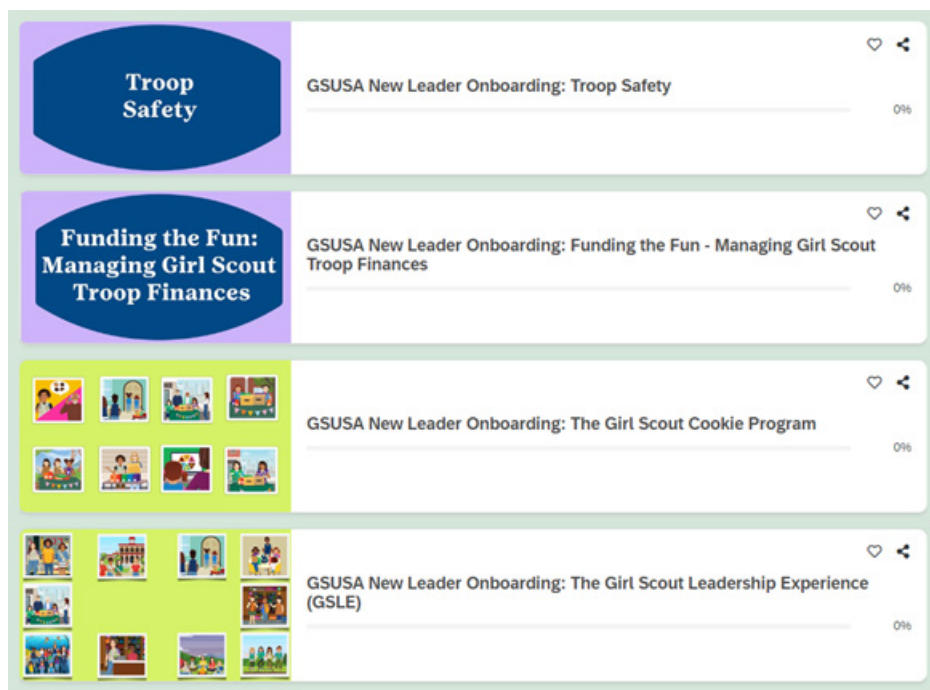 Troop
Safety
GSUSA New Leader Onboarding: Troop Safety
0%
Funding the Fun:
Managing Girl Scout
Troop Finances
GSUSA New Leader Onboarding: Funding the Fun - Managing Girl Scout
Troop Finances
0%
GSUSA New Leader Onboarding: The Girl Scout Cookie Program
0%
GSUSA New Leader Onboarding: The Girl Scout Leadership Experience
(GSLE)
0%